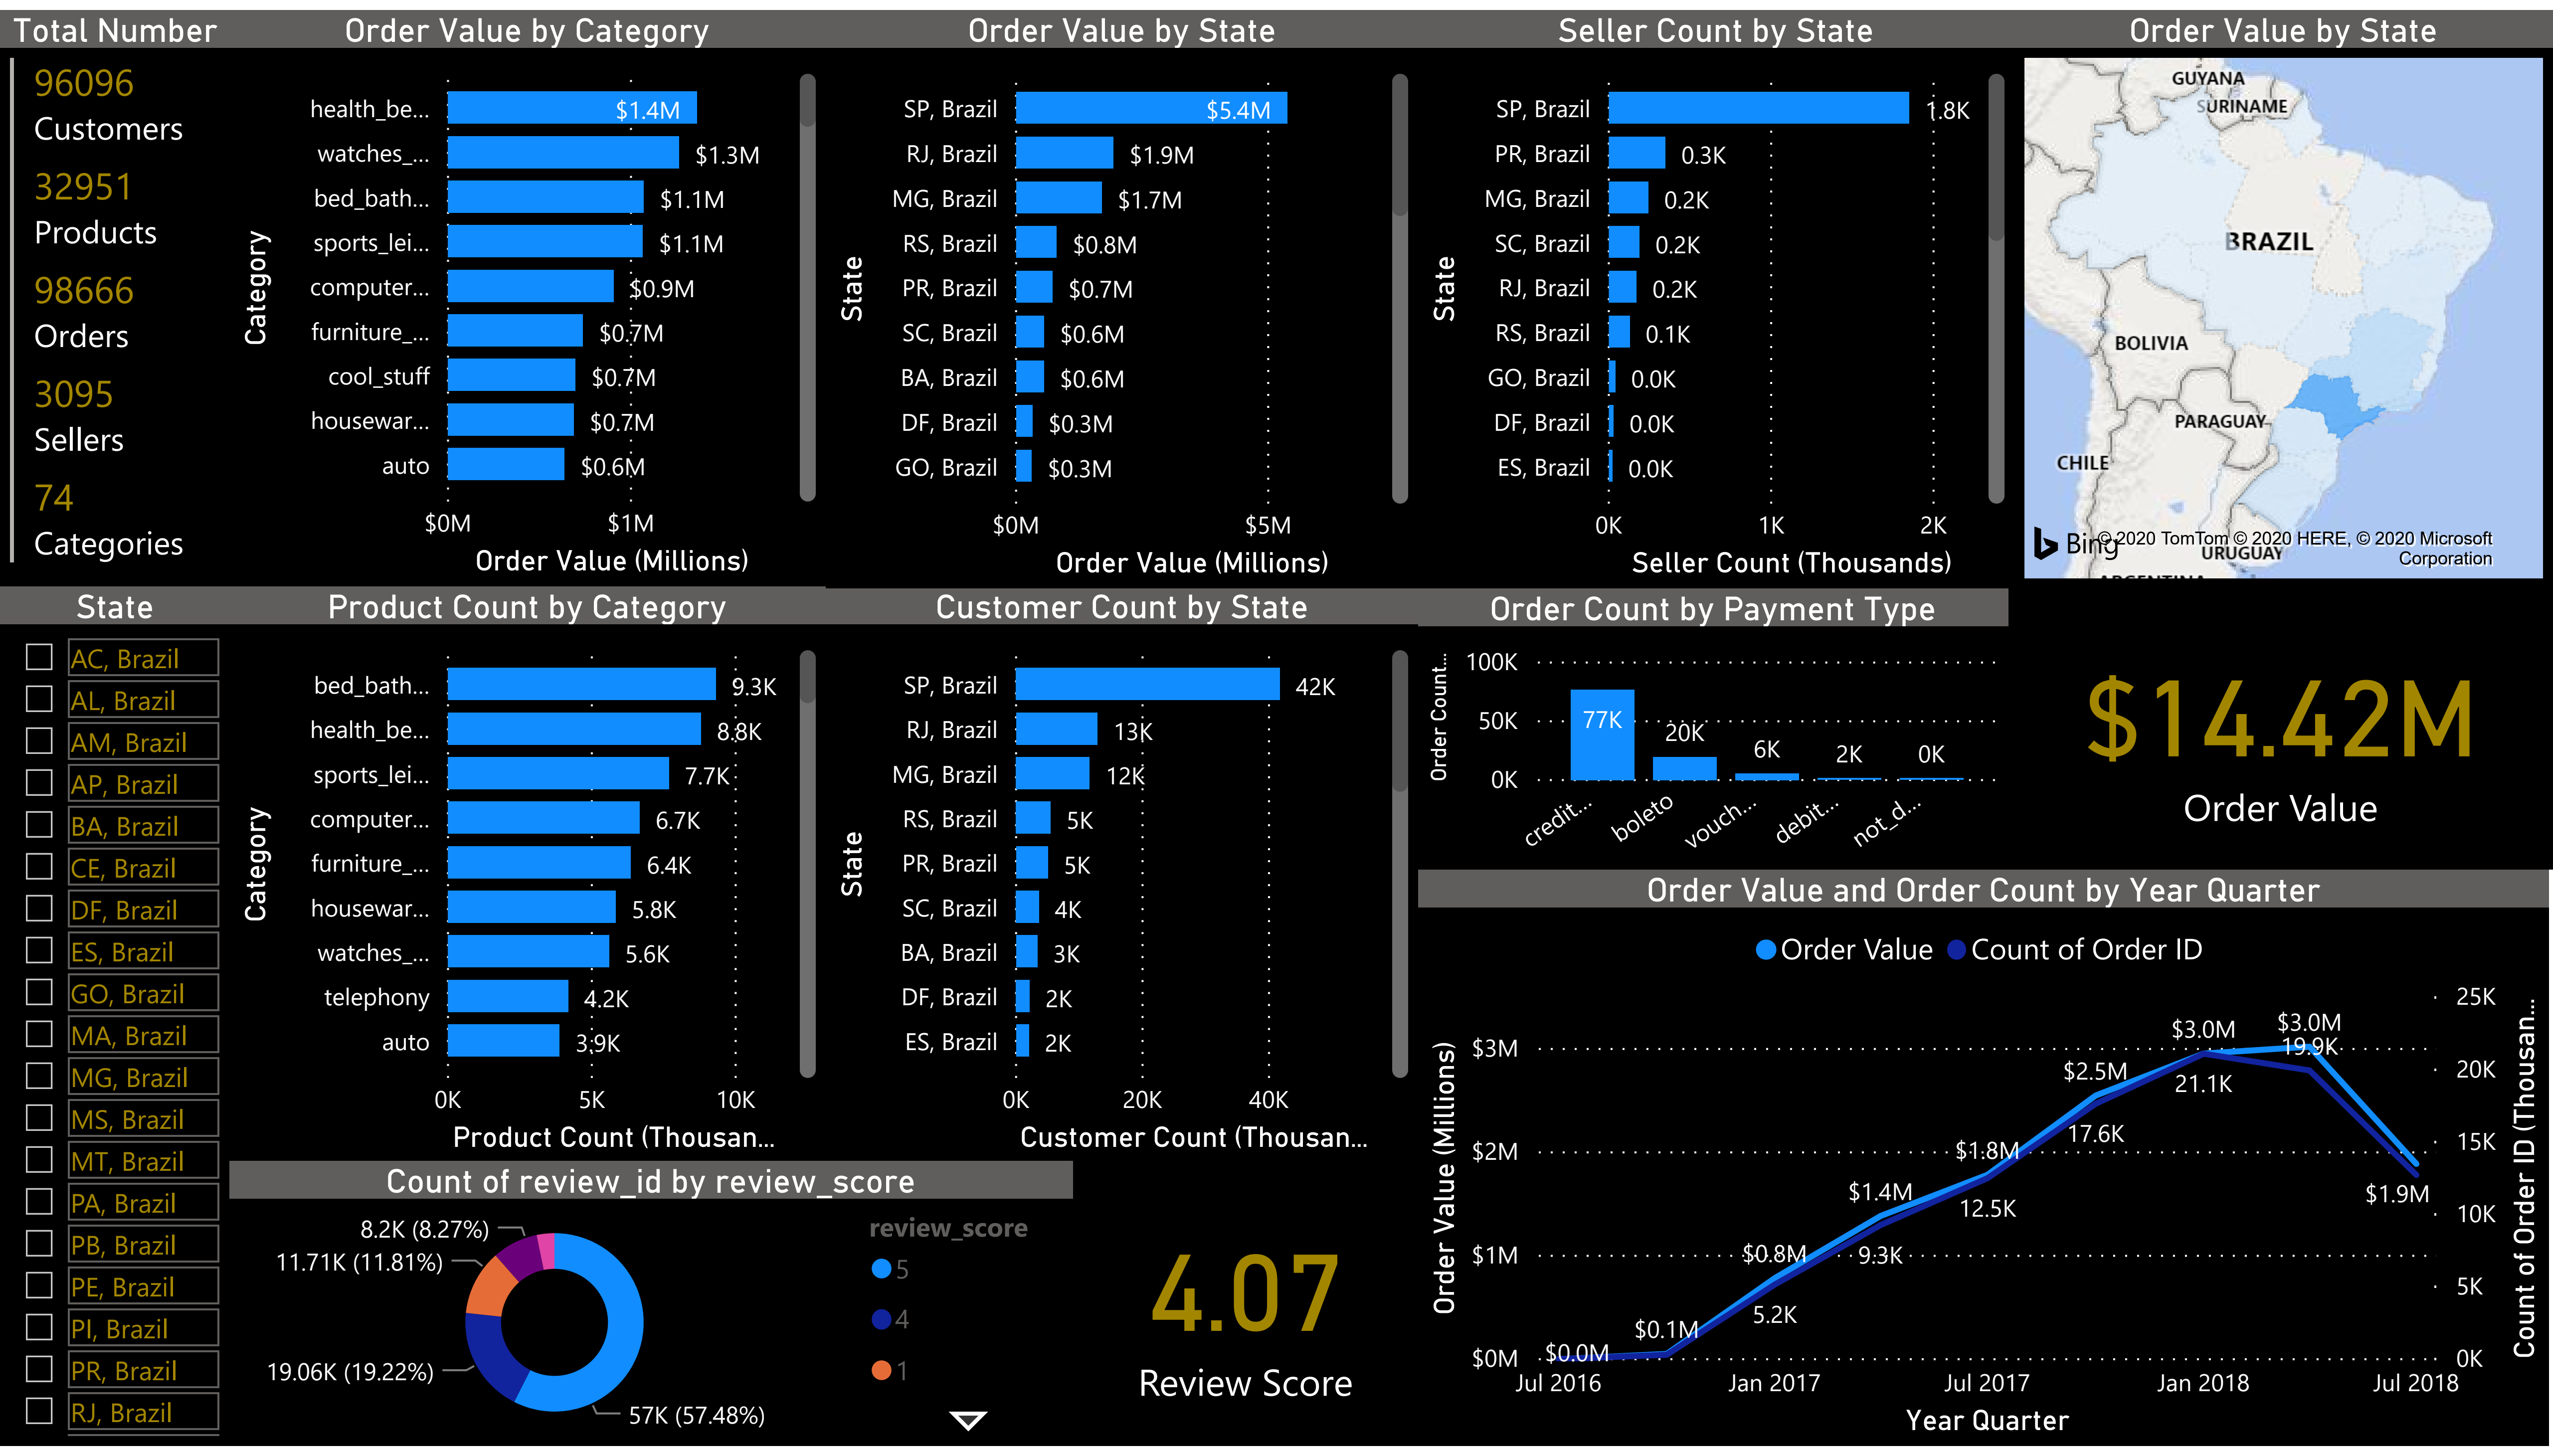 Total Number
96096
Customers
32951
Products
98666
Orders
3095
Sellers
74
Categories
Order Value by Category
Category
health_be... $1.4M
watches_... $1.3M
bed_bath... $1.1M
sports_lei... $1.1M
computer... $0.9M
furniture_... $0.7M
cool_stuff $0.7M
housewar... $0.7M
auto $0.6M
$0M $1M
Order Value (Millions)
Order Value by State
State
SP, Brazil $5.4M
RJ, Brazil $1.9M
MG, Brazil $1.7M
RS, Brazil $0.8M
PR, Brazil $0.7M
SC, Brazil $0.6M
BA, Brazil $0.6M
DF, Brazil $0.3M
GO, Brazil $0.3M
$0M $5M
Order Value (Millions)
Seller Count by State
State
SP, Brazil 1.8K
PR, Brazil 0.3K
MG, Brazil 0.2K
SC, Brazil 0.2K
RJ, Brazil 0.2K
RS, Brazil 0.1K
GO, Brazil 0.0K
DF, Brazil 0.0K
ES, Brazil 0.0K
0K 1K 2K
Seller Count (Thousands)
Order Value by State
GUYANA
SURINAME
BRAZIL
BOLIVIA
PARAGUAY
CHILE
Bing
© 2020 TomTom © 2020 HERE, © 2020 Microsoft
Corporation
URUGUAY
ARGENTINA
State
AC, Brazil
AL, Brazil
AM, Brazil
AP, Brazil
BA, Brazil
CE, Brazil
DF, Brazil
ES, Brazil
GO, Brazil
MA, Brazil
MG, Brazil
MS, Brazil
MT, Brazil
PA, Brazil
PB, Brazil
PE, Brazil
PI, Brazil
PR, Brazil
RJ, Brazil
Product Count by Category
Category
bed_bath... 9.3K
health_be... 8.8K
sports_lei... 7.7K
computer... 6.7K
furniture_... 6.4K
housewar... 5.8K
watches_... 5.6K
telephony 4.2K
auto 3.9K
0K 5K 10K
Product Count (Thousan...
Customer Count by State
State
SP, Brazil 42K
RJ, Brazil 13K
MG, Brazil 12K
RS, Brazil 5K
PR, Brazil 5K
SC, Brazil 4K
BA, Brazil 3K
DF, Brazil 2K
ES, Brazil 2K
0K 20K 40K
Customer Count (Thousan...
Order Count by Payment Type
Order Count...
100K
50K
0K
77K 20K 6K 2K 0K
credit... boleto vouch... debit... not_d...
$14.42M
Order Value
Count of review_id by review_score
8.2K (8.27%)
11.71K (11.81%)
19.06K (19.22%)
57K (57.48%)
review_score
5
4
1
4.07
Review Score
Order Value and Order Count by Year Quarter
Order Value Count of Order ID
Order Value (Millions)
$3M
$2M
$1M
$0M
$0.0M
$0.1M
$0.8M
5.2K
$1.4M
9.3K
$1.8M
12.5K
$2.5M
17.6K
$3.0M
21.1K
$3.0M
19.9K
$1.9M
25K
20K
15K
10K
5K
0K
Count of Order ID (Thousan...
Jul 2016 Jan 2017 Jul 2017 Jan 2018 Jul 2018
Year Quarter